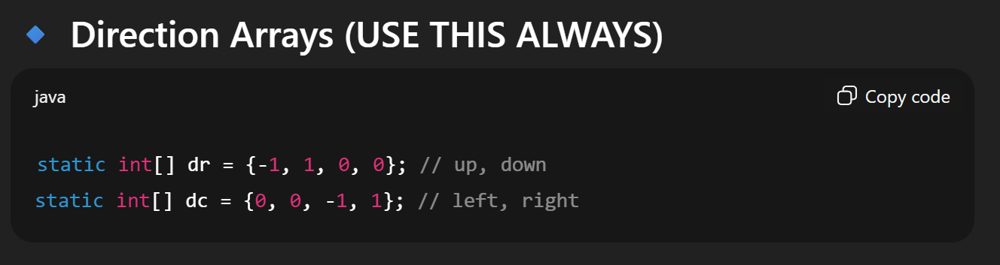 Direction Arrays (USE THIS ALWAYS)
java
Copy code
static int[] dr = {-1, 1, 0, 0}; // up, down
static int[] dc = {0, 0, -1, 1}; // left, right